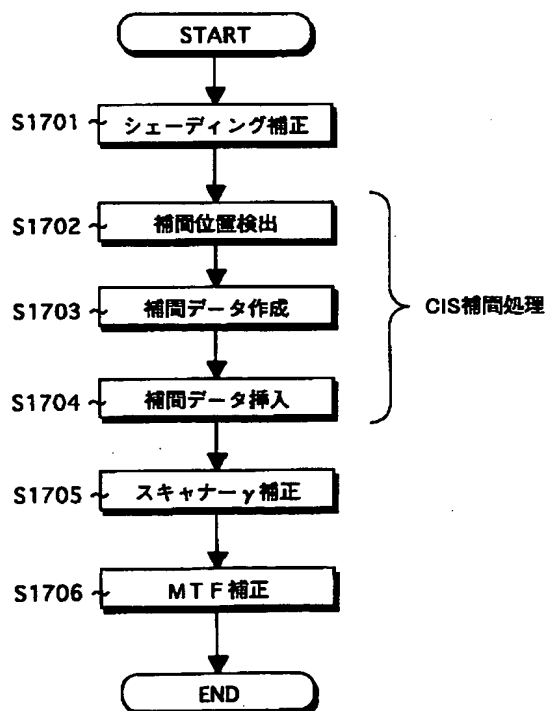 START
S1701 ~ シェーディング補正
S1702 ~ 補間位置検出
S1703 ~ 補間データ作成
CIS補間処理
S1704 ~ 補間データ挿入
S1705 ~ スキャナーγ補正
S1706 ~ MTF補正
END